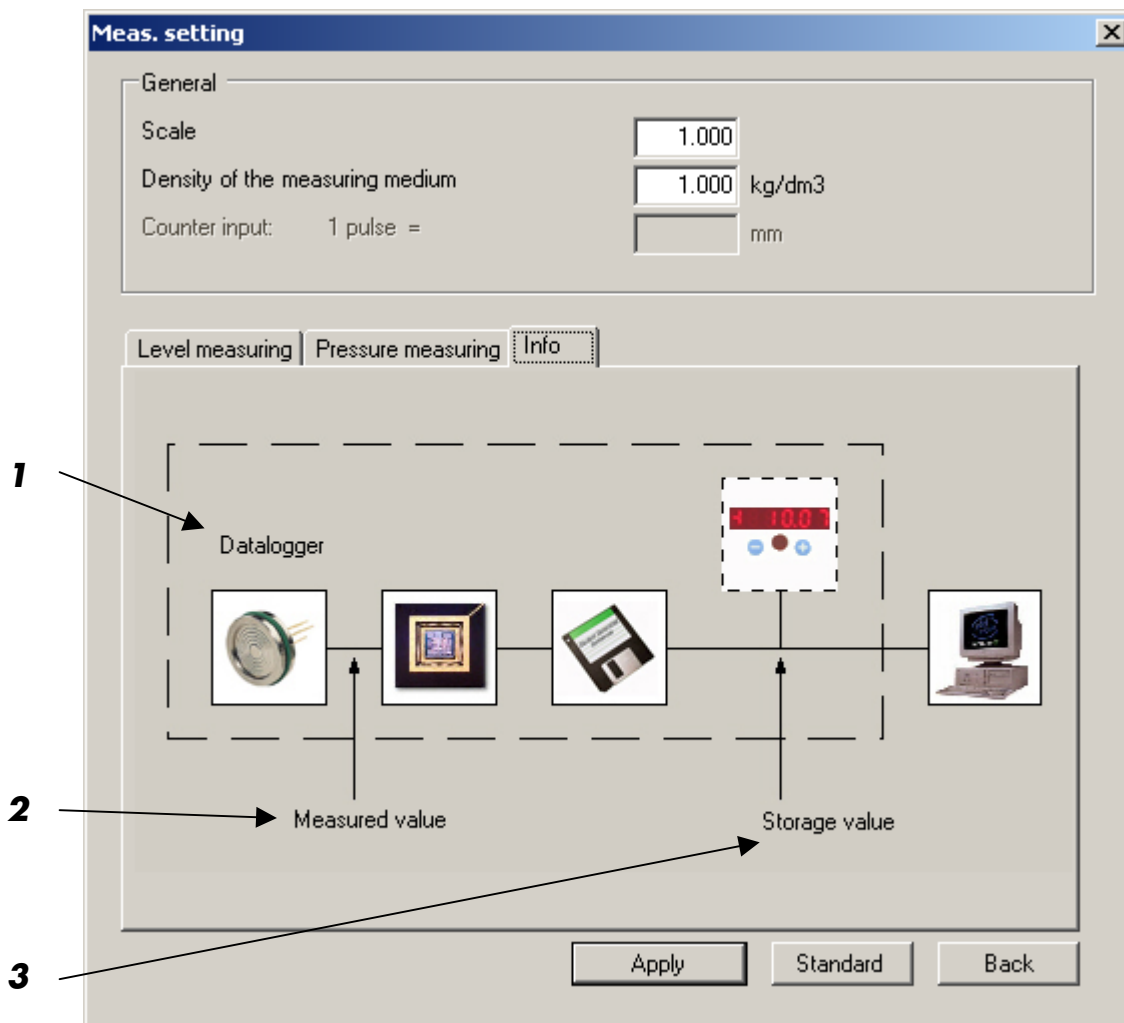 Meas. setting
General
Scale 1.000
Density of the measuring medium 1.000 kg/dm3
Counter input: 1 pulse = mm
Level measuring Pressure measuring Info
1
Datalogger
10.07
2
Measured value
Storage value
3
Apply Standard Back